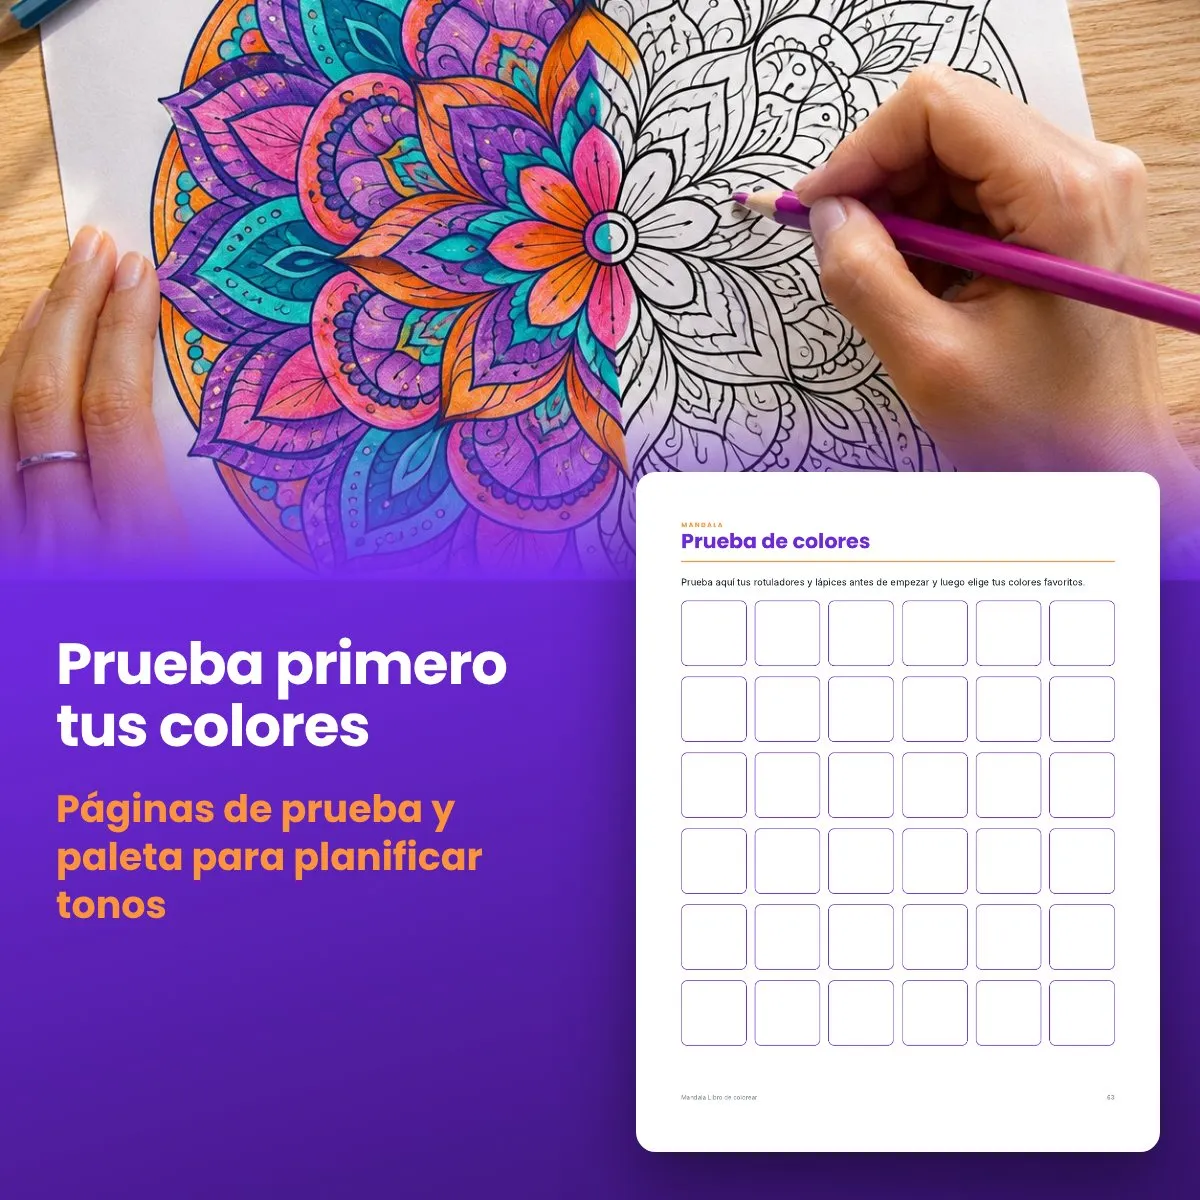 Prueba primero
tus colores
Páginas de prueba y
paleta para planificar
tonos
MANDALA
Prueba de colores
Prueba aquí tus rotuladores y lápices antes de empezar y luego elige tus colores favoritos.
Mandala Libro de colorear
63